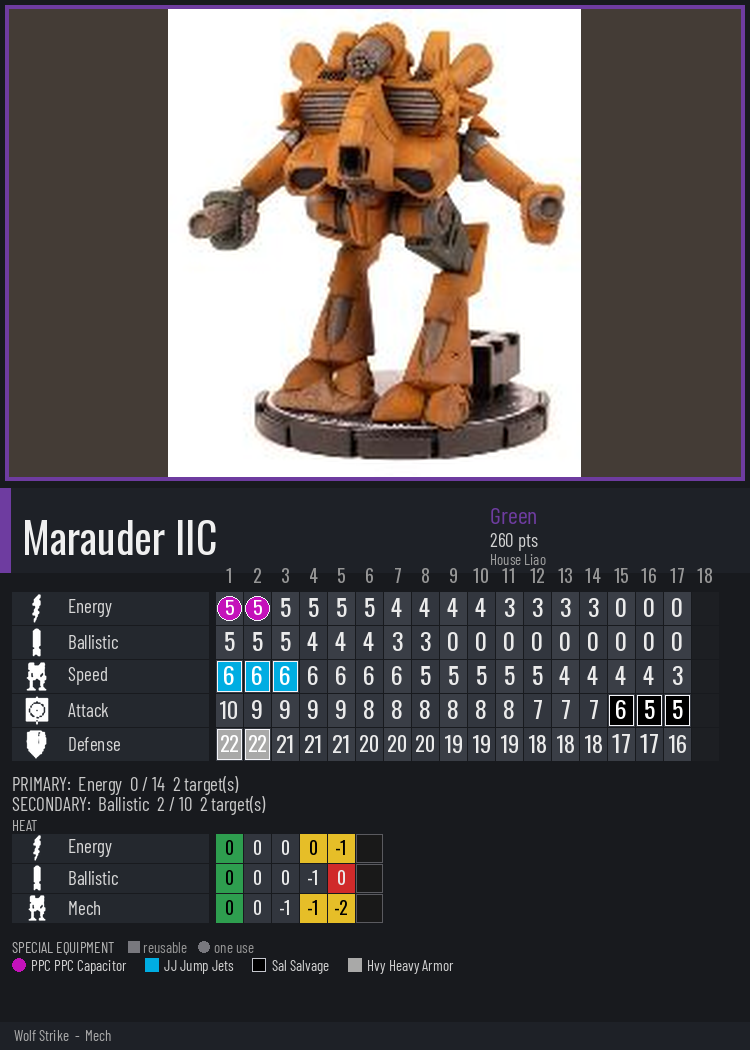 Marauder IIC
Green
260 pts
House Liao
1 2 3 4 5 6 7 8 9 10 11 12 13 14 15 16 17 18
Energy 5 5 5 5 5 5 4 4 4 4 3 3 3 3 0 0 0
Ballistic 5 5 5 4 4 4 3 3 0 0 0 0 0 0 0 0 0
Speed 6 6 6 6 6 6 6 5 5 5 5 5 4 4 4 4 3
Attack 10 9 9 9 9 8 8 8 8 8 8 7 7 7 6 5 5
Defense 22 22 21 21 21 20 20 20 19 19 19 18 18 18 17 17 16
PRIMARY: Energy 0 / 14 2 target(s)
SECONDARY: Ballistic 2 / 10 2 target(s)
HEAT
Energy 0 0 0 0 -1
Ballistic 0 0 0 -1 0
Mech 0 0 -1 -1 -2
SPECIAL EQUIPMENT reusable one use
PPC PPC Capacitor JJ Jump Jets Sal Salvage Hvy Heavy Armor
Wolf Strike - Mech